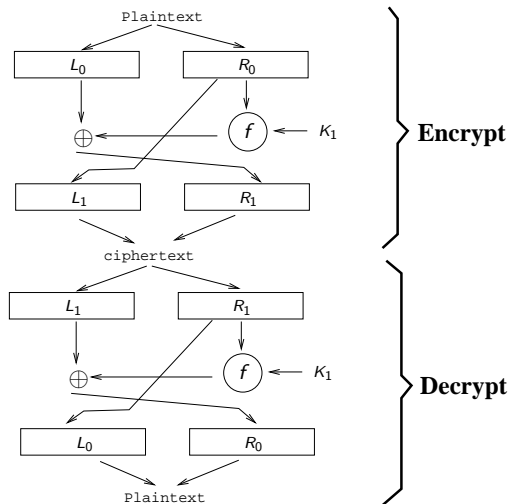 Plaintext
L0 R0
f K1
Encrypt
L1 R1
ciphertext
L1 R1
f K1
Decrypt
L0 R0
Plaintext